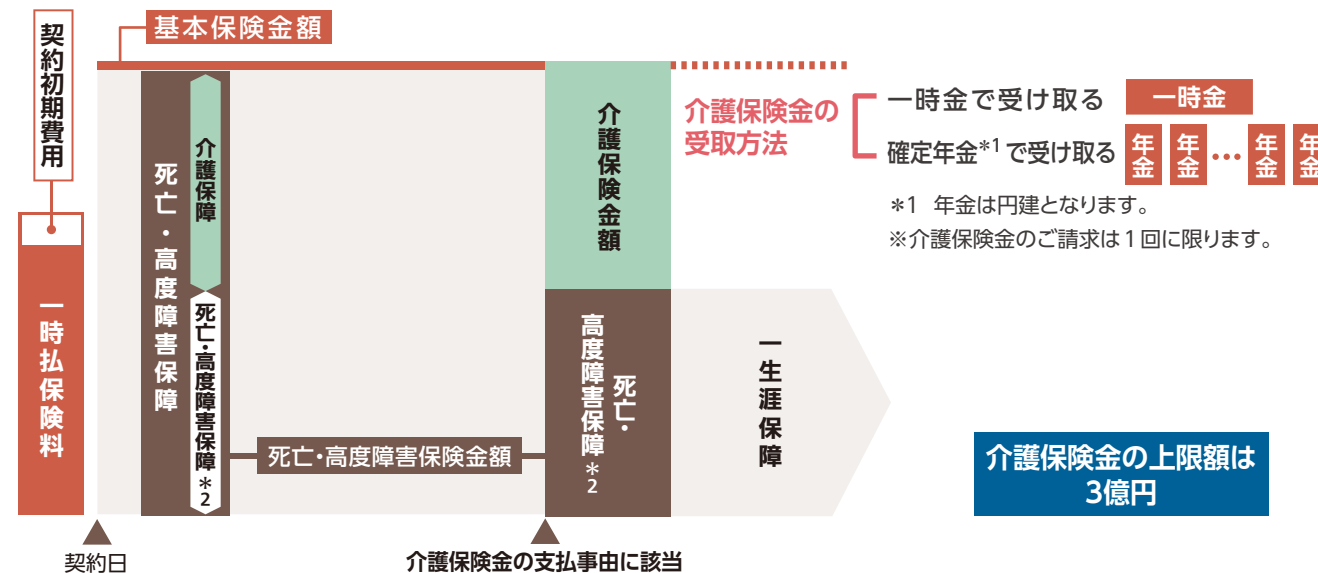 契約初期費用
一時払保険料
基本保険金額
死亡・高度障害保障
介護保障
死亡・高度障害保障*2
死亡・高度障害保険金額
介護保険金額
死亡・
高度障害保障*2
一生涯保障
介護保険金の
受取方法
一時金で受け取る 一時金
確定年金*1で受け取る 年金 年金 … 年金 年金
*1 年金は円建となります。
※介護保険金のご請求は1回に限ります。
介護保険金の上限額は
3億円
契約日
介護保険金の支払事由に該当